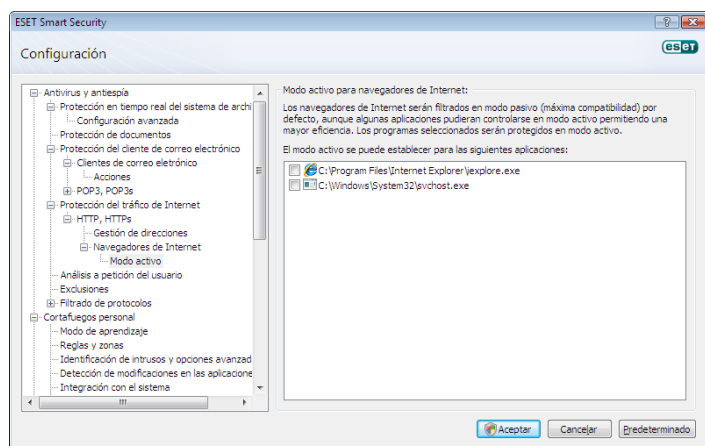 ESET Smart Security
Configuración
eseT
Antivirus y antiespía
Protección en tiempo real del sistema de archi
Configuración avanzada
Protección de documentos
Protección del cliente de correo electrónico
Clientes de correo eletrónico
Acciones
POP3, POP3s
Protección del tráfico de Internet
HTTP, HTTPs
Gestión de direcciones
Navegadores de Internet
Modo activo
Análisis a petición del usuario
Exclusiones
Filtrado de protocolos
Cortafuegos personal
Modo de aprendizaje
Reglas y zonas
Identificación de intrusos y opciones avanzad
Detección de modificaciones en las aplicacione
Integración con el sistema
Modo activo para navegadores de Internet:
Los navegadores de Internet serán filtrados en modo pasivo (máxima compatibilidad) por
defecto, aunque algunas aplicaciones pudieran controlarse en modo activo permitiendo una
mayor eficiencia. Los programas seleccionados serán protegidos en modo activo.
El modo activo se puede establecer para las siguientes aplicaciones:
C:\Program Files\Internet Explorer\iexplore.exe
C:\Windows\System32\svchost.exe
Aceptar
Cancelar
Predeterminado